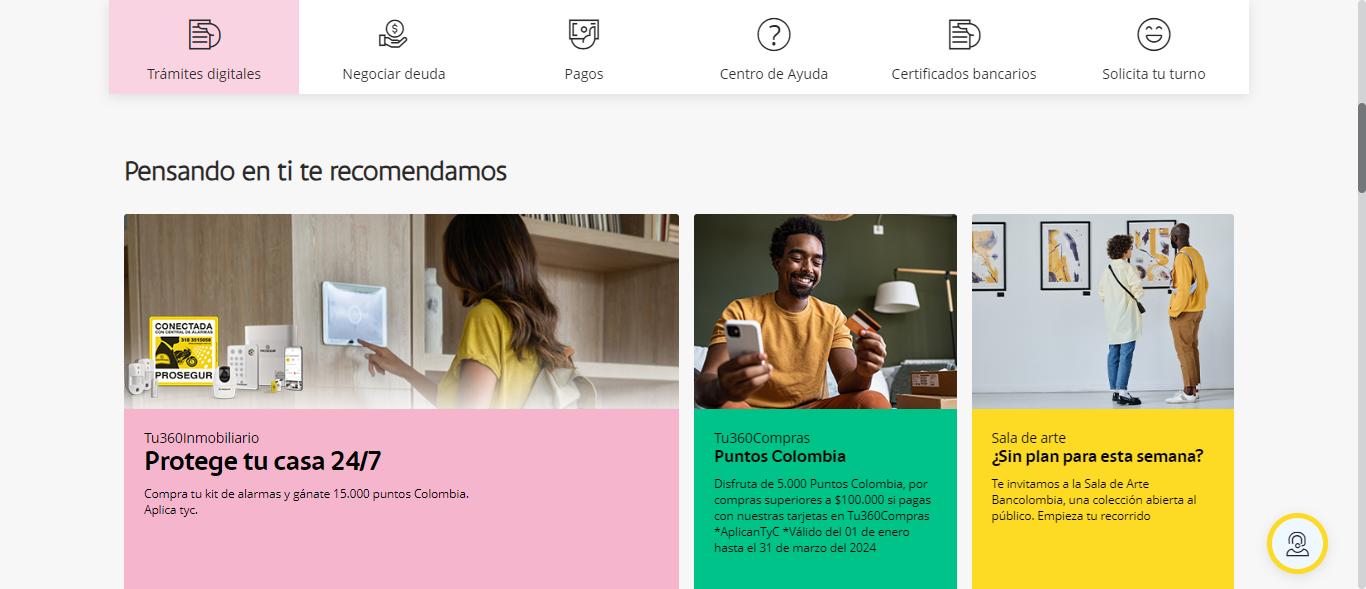 Trámites digitales
Negociar deuda
Pagos
Centro de Ayuda
Certificados bancarios
Solicita tu turno
Pensando en ti te recomendamos
CONECTADA
CON CENTRAL DE ALARMAS
318 3515058
PROSEGUR
Tu360Inmobiliario
Protege tu casa 24/7
Compra tu kit de alarmas y gánate 15.000 puntos Colombia.
Aplica tyc.
Tu360Compras
Puntos Colombia
Disfruta de 5.000 Puntos Colombia, por
compras superiores a $100.000 si pagas
con nuestras tarjetas en Tu360Compras
*AplicanTyC *Válido del 01 de enero
hasta el 31 de marzo del 2024
Sala de arte
¿Sin plan para esta semana?
Te invitamos a la Sala de Arte
Bancolombia, una colección abierta al
público. Empieza tu recorrido